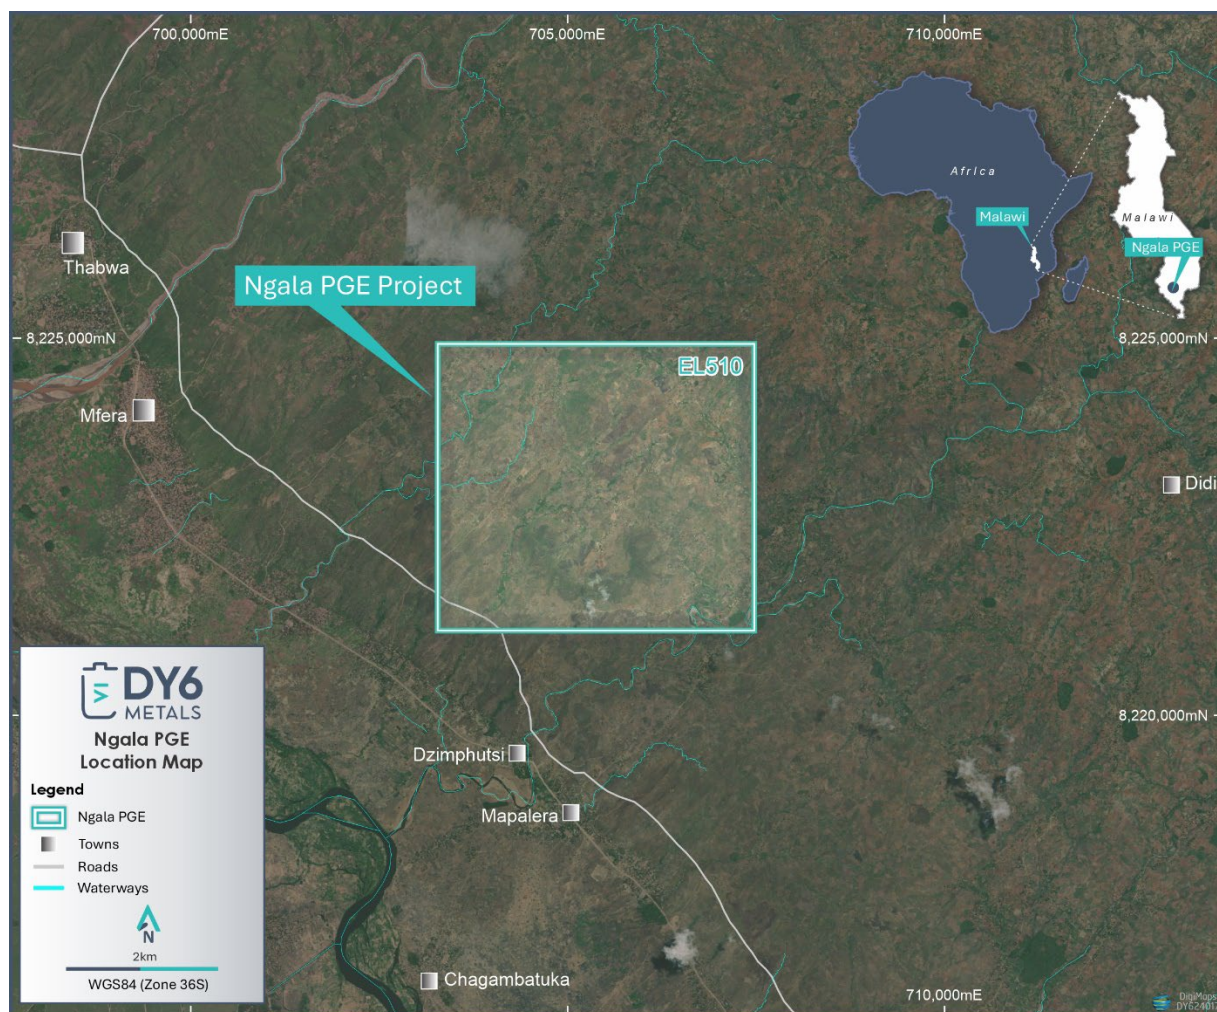 700,000mE
705,000mE
710,000mE
Africa
Malawi
Malawi
Ngala PGE
Thabwa
Ngala PGE Project
8,225,000mN
8,225,000mN
EL510
Mfera
Didi
DY6
METALS
Ngala PGE
Location Map
Legend
Ngala PGE
Towns
Roads
Waterways
N
2km
WGS84 (Zone 36S)
8,220,000mN
Dzimphutsi
Mapalera
Chagambatuka
710,000mE
DigiMaps